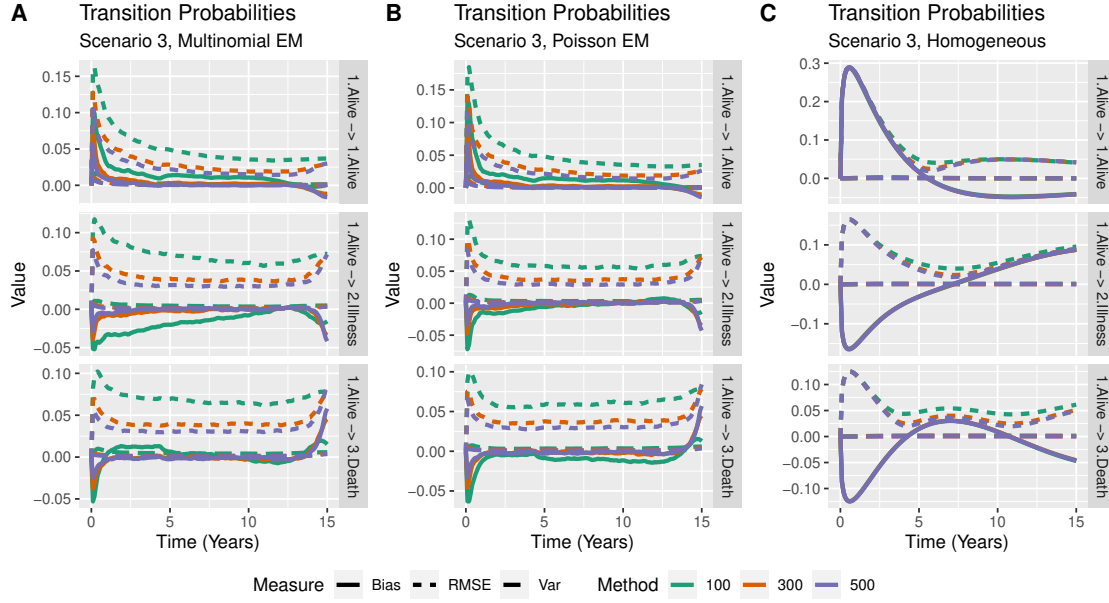 A
Transition Probabilities
Scenario 3, Multinomial EM
Value
0.15
0.10
0.05
0.00
1.Alive −> 1.Alive
0.10
0.05
0.00
−0.05
1.Alive −> 2.Illness
0.10
0.05
0.00
−0.05
1.Alive −> 3.Death
0 5 10 15
Time (Years)
B
Transition Probabilities
Scenario 3, Poisson EM
Value
0.15
0.10
0.05
0.00
1.Alive −> 1.Alive
0.10
0.05
0.00
−0.05
1.Alive −> 2.Illness
0.10
0.05
0.00
−0.05
1.Alive −> 3.Death
0 5 10 15
Time (Years)
C
Transition Probabilities
Scenario 3, Homogeneous
Value
0.3
0.2
0.1
0.0
1.Alive −> 1.Alive
0.1
0.0
−0.1
1.Alive −> 2.Illness
0.10
0.05
0.00
−0.05
−0.10
1.Alive −> 3.Death
0 5 10 15
Time (Years)
Measure Bias RMSE Var Method 100 300 500